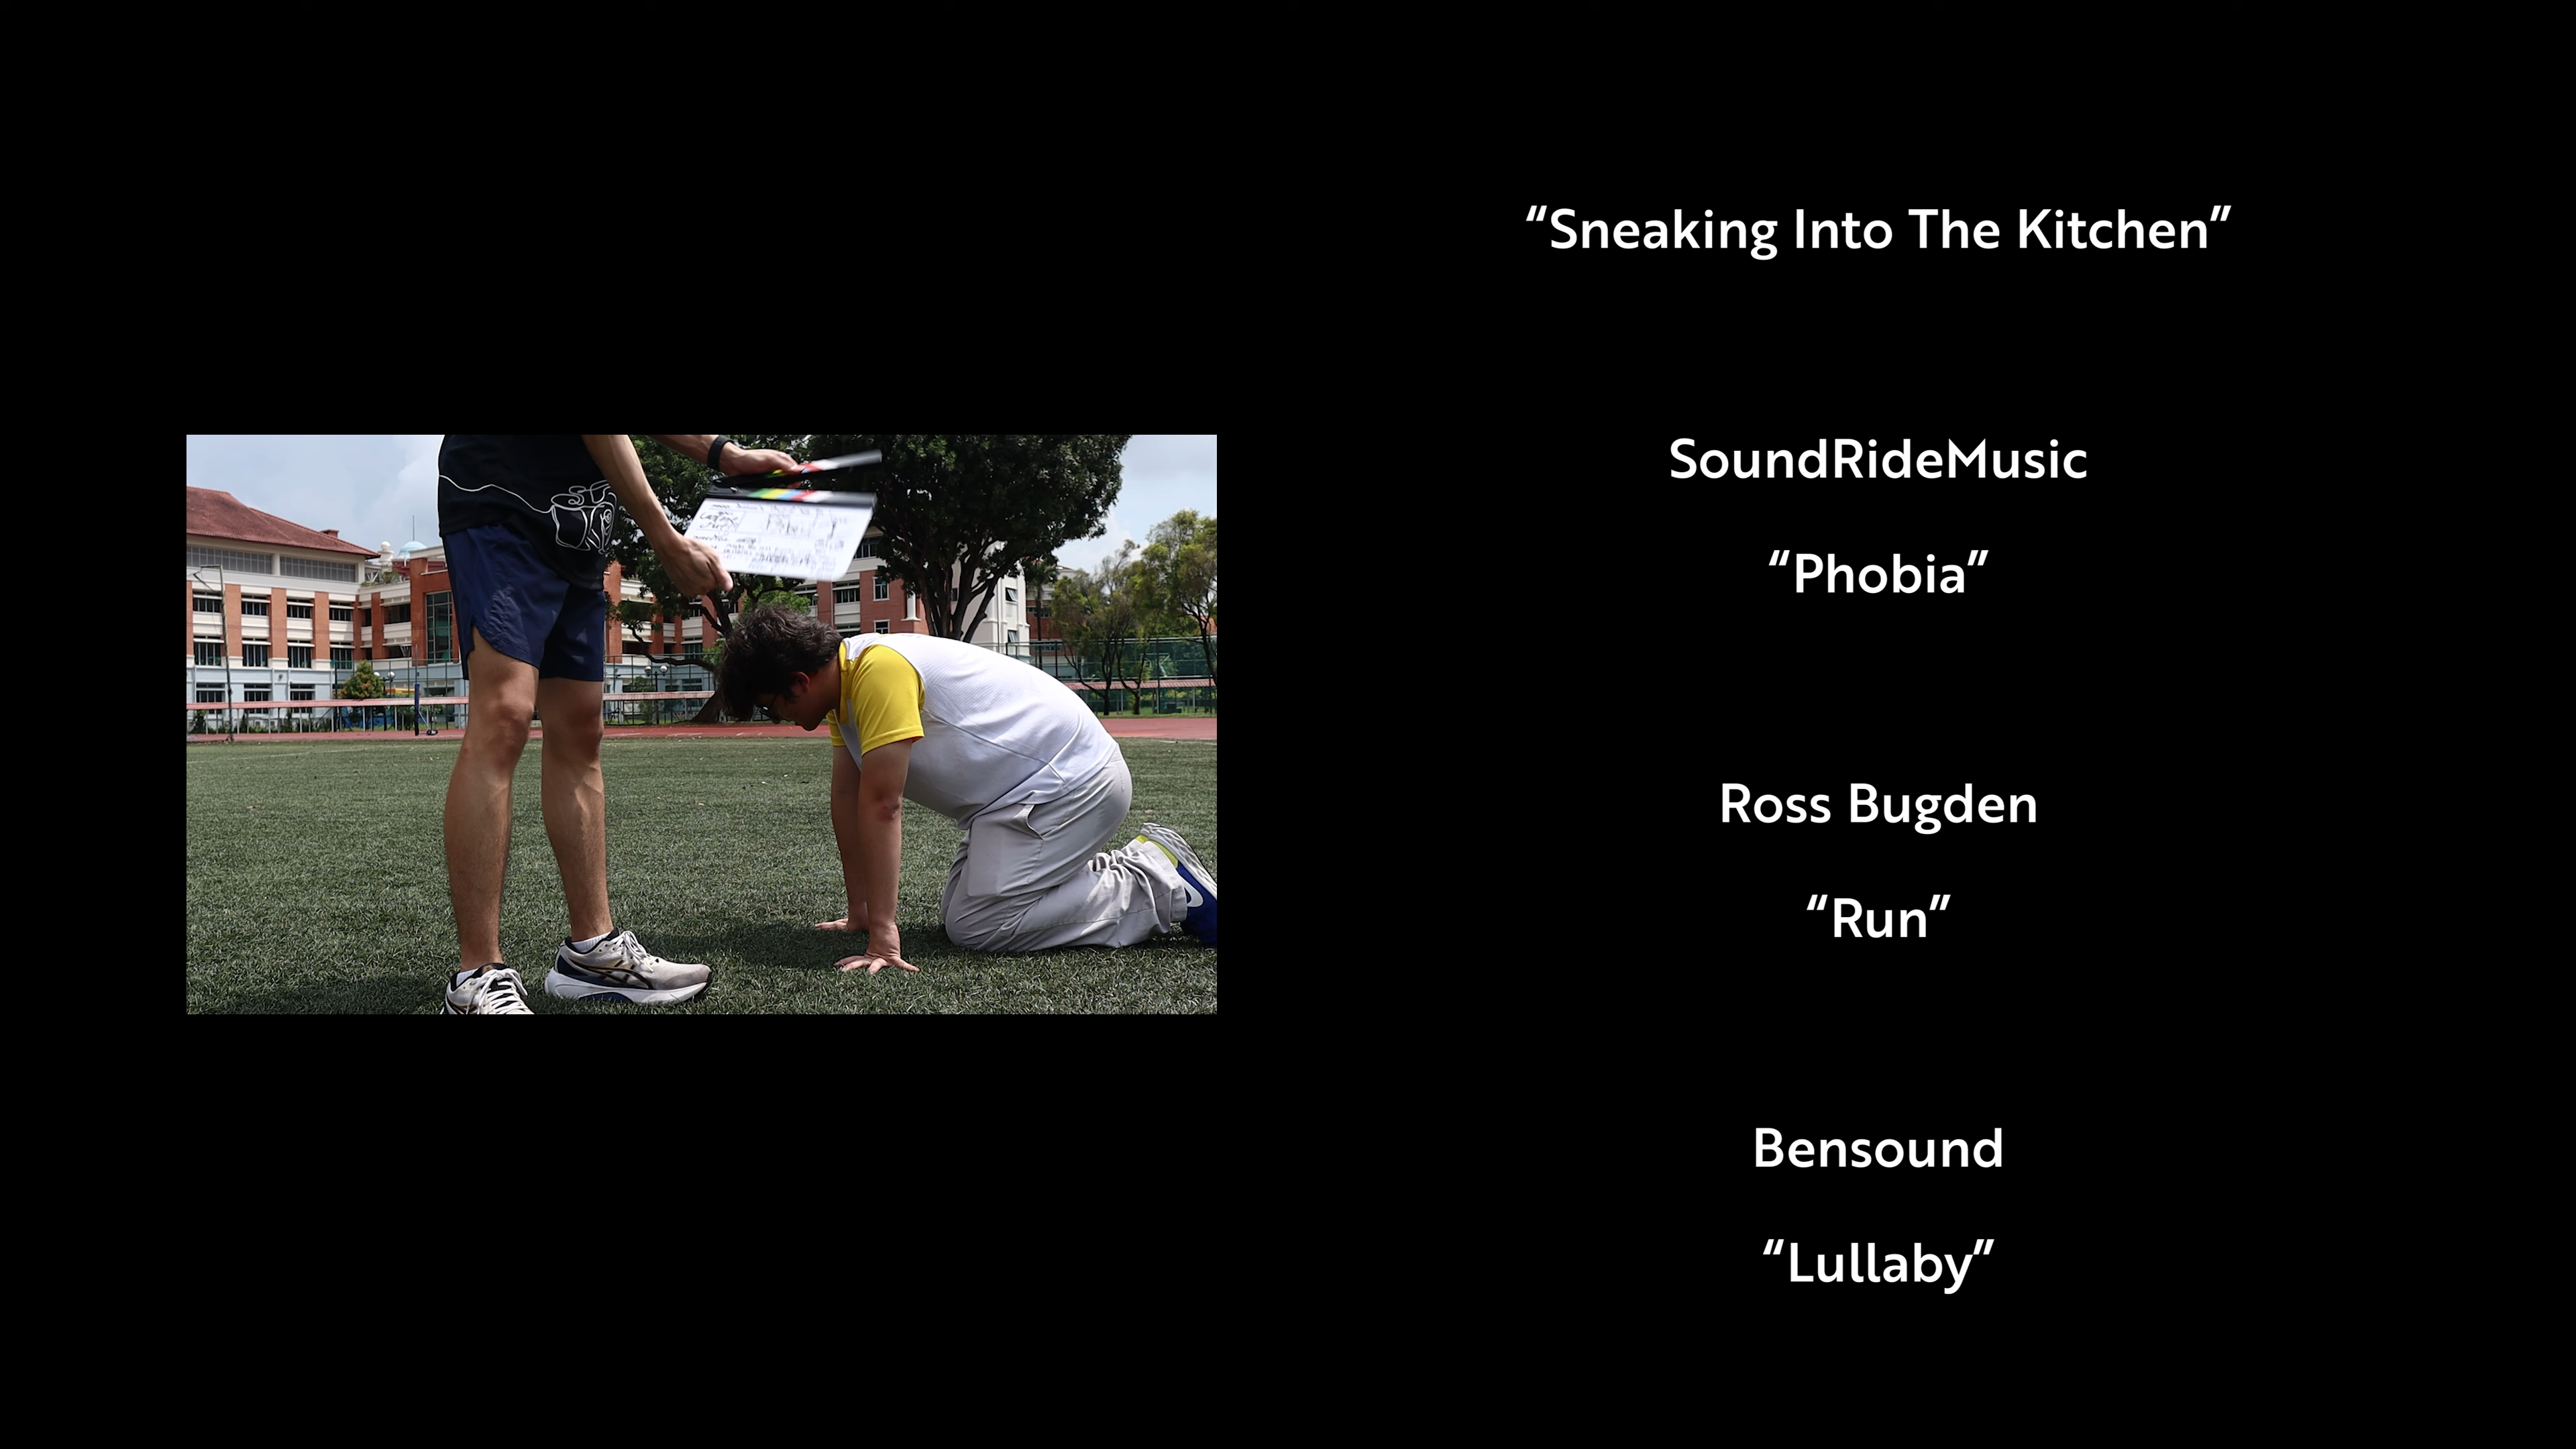 “Sneaking Into The Kitchen”
SoundRideMusic
“Phobia”
Ross Bugden
“Run”
Bensound
“Lullaby”